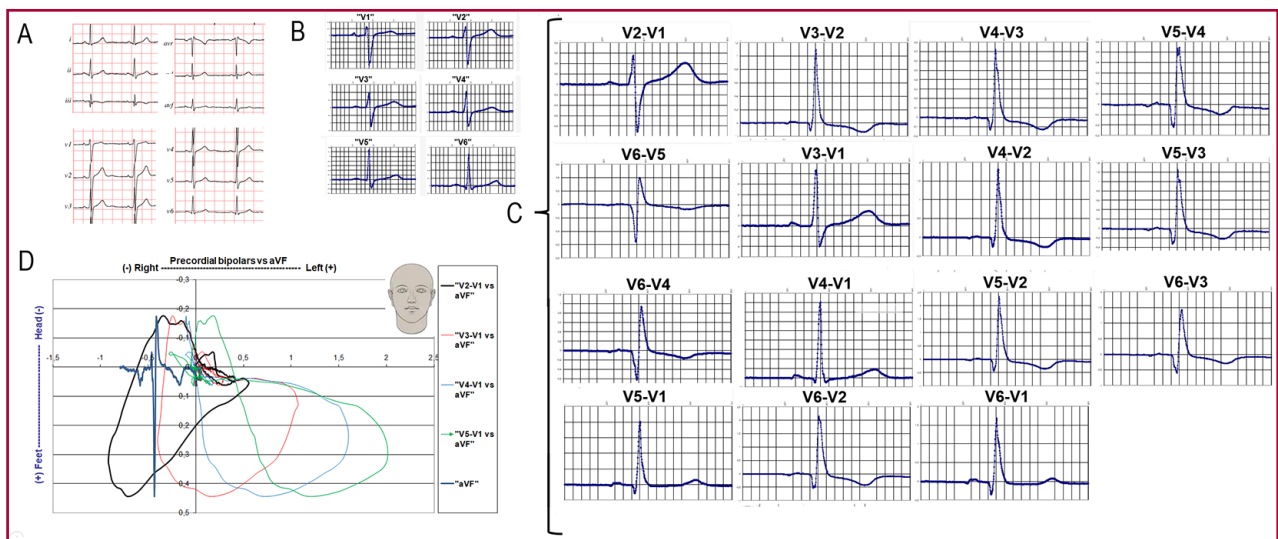 A
i
avr
ii
iii
avf
v1
v4
v2
v5
v3
v6
B
"V1"
"V2"
"V3"
"V4"
"V5"
"V6"
C
V2-V1
V3-V2
V4-V3
V5-V4
V6-V5
V3-V1
V4-V2
V5-V3
V6-V4
V4-V1
V5-V2
V6-V3
V5-V1
V6-V2
V6-V1
D
Precordial bipolars vs aVF
(-) Right ---------------------------- Left (+)
(+) Feet ---------------- Head (-)
-0,3
-0,2
-0,1
-1,5
-1
-0,5
0,5
1
1,5
2
2,5
0,1
0,2
0,3
0,4
0,5
"V2-V1 vs
aVF"
"V3-V1 vs
aVF"
"V4-V1 vs
aVF"
"V5-V1 vs
aVF"
"aVF"